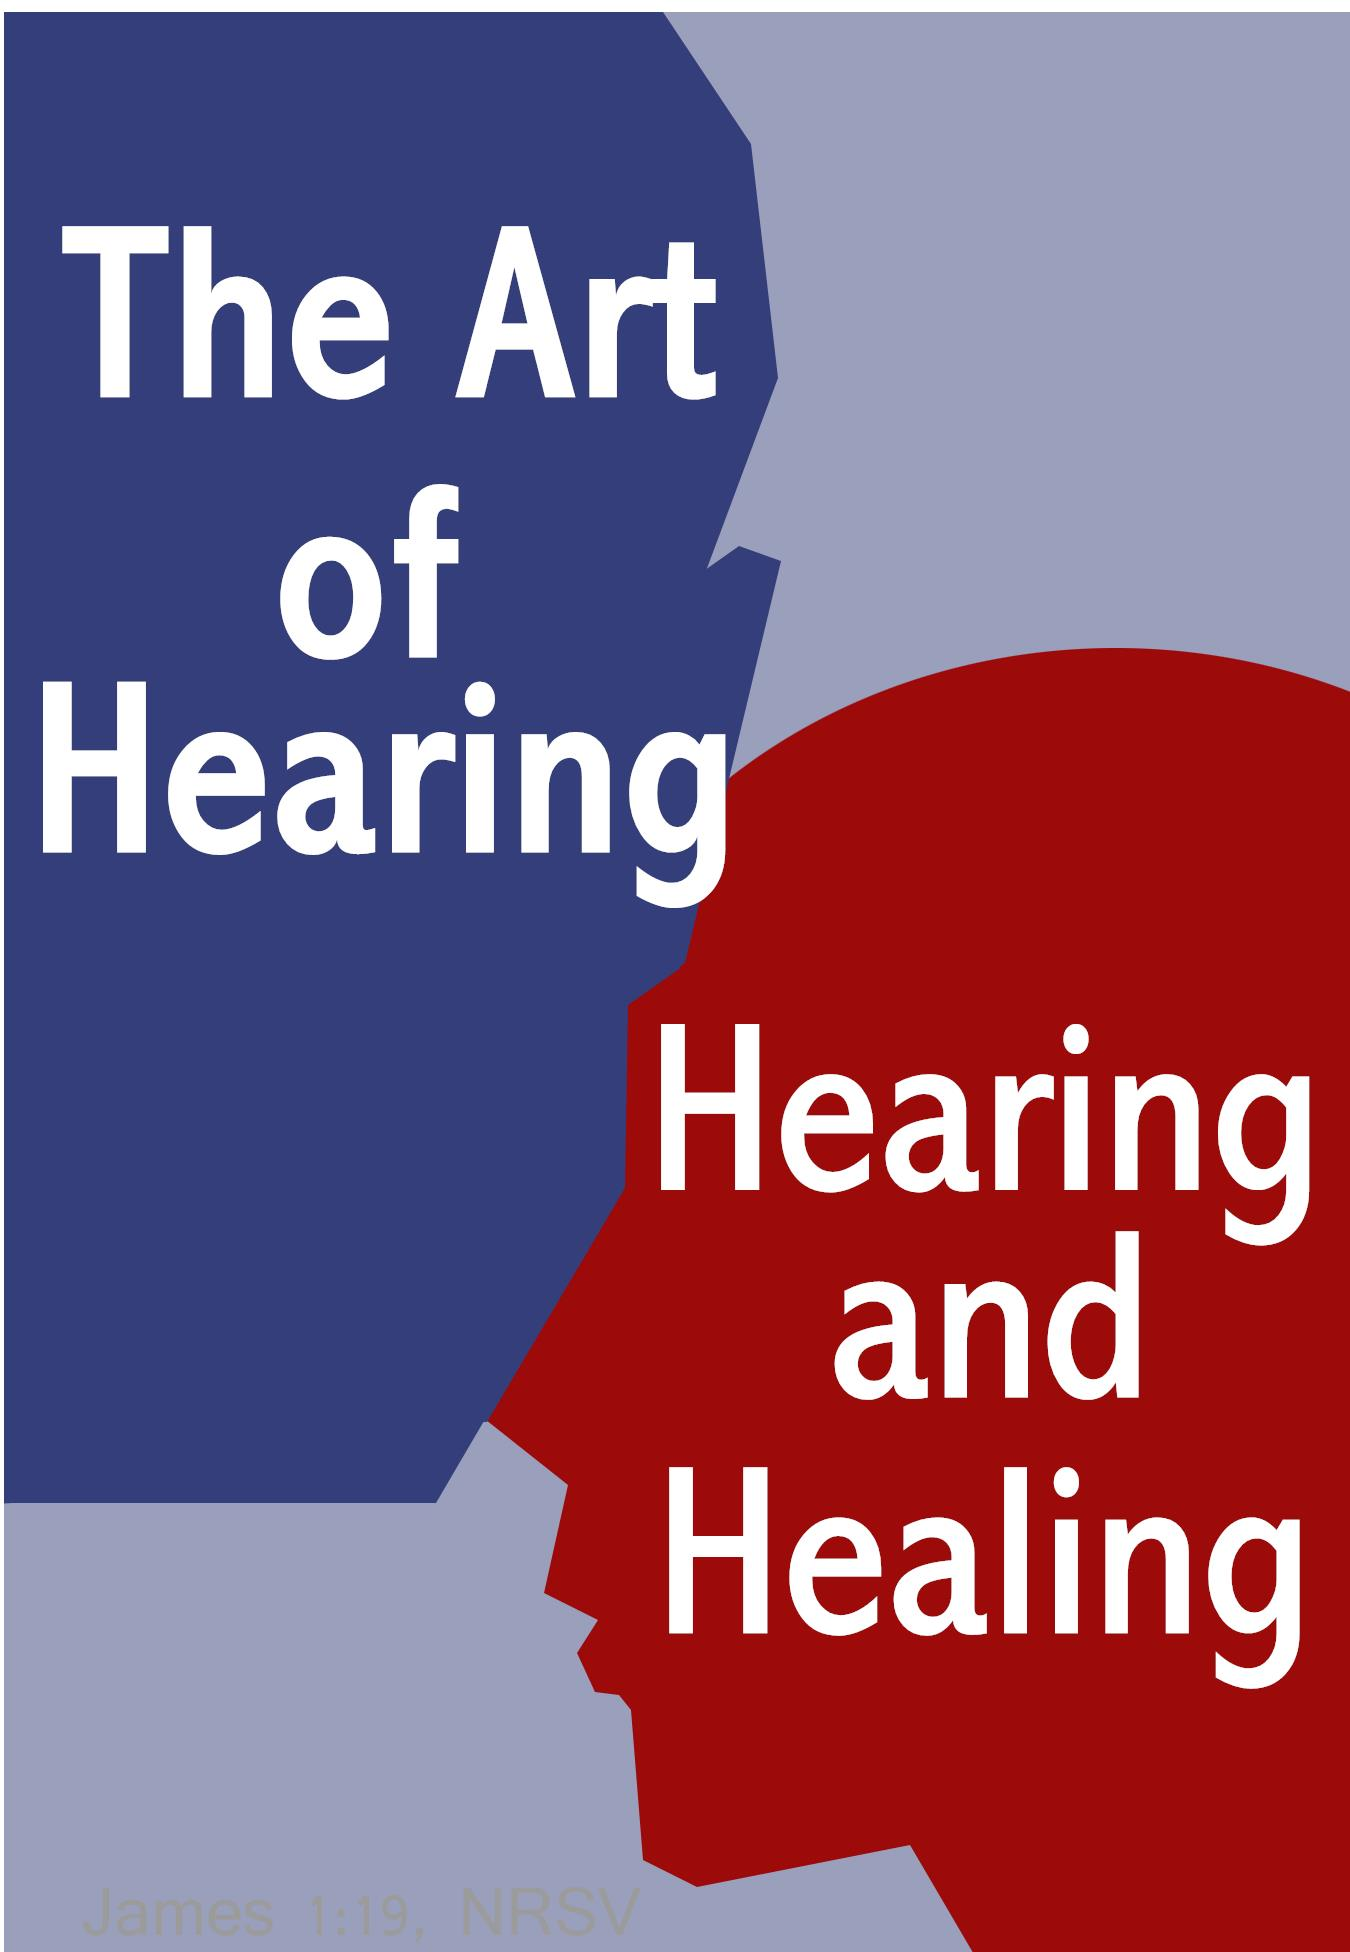 The Art
of
Hearing
Hearing
and
Healing
James 1:19, NRSV